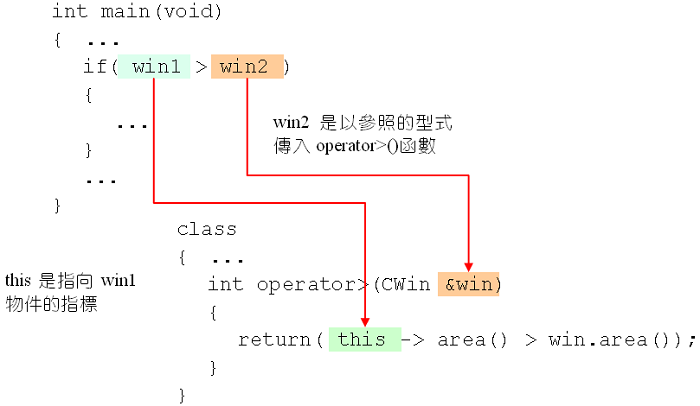 int main(void)
{  ...
if( win1 > win2 )
{
...
}
...
}
win2 是以參照的型式
傳入 operator>()函數
class
{  ...
int operator>(CWin &win)
{
return( this -> area() > win.area());
}
}
this 是指向 win1
物件的指標